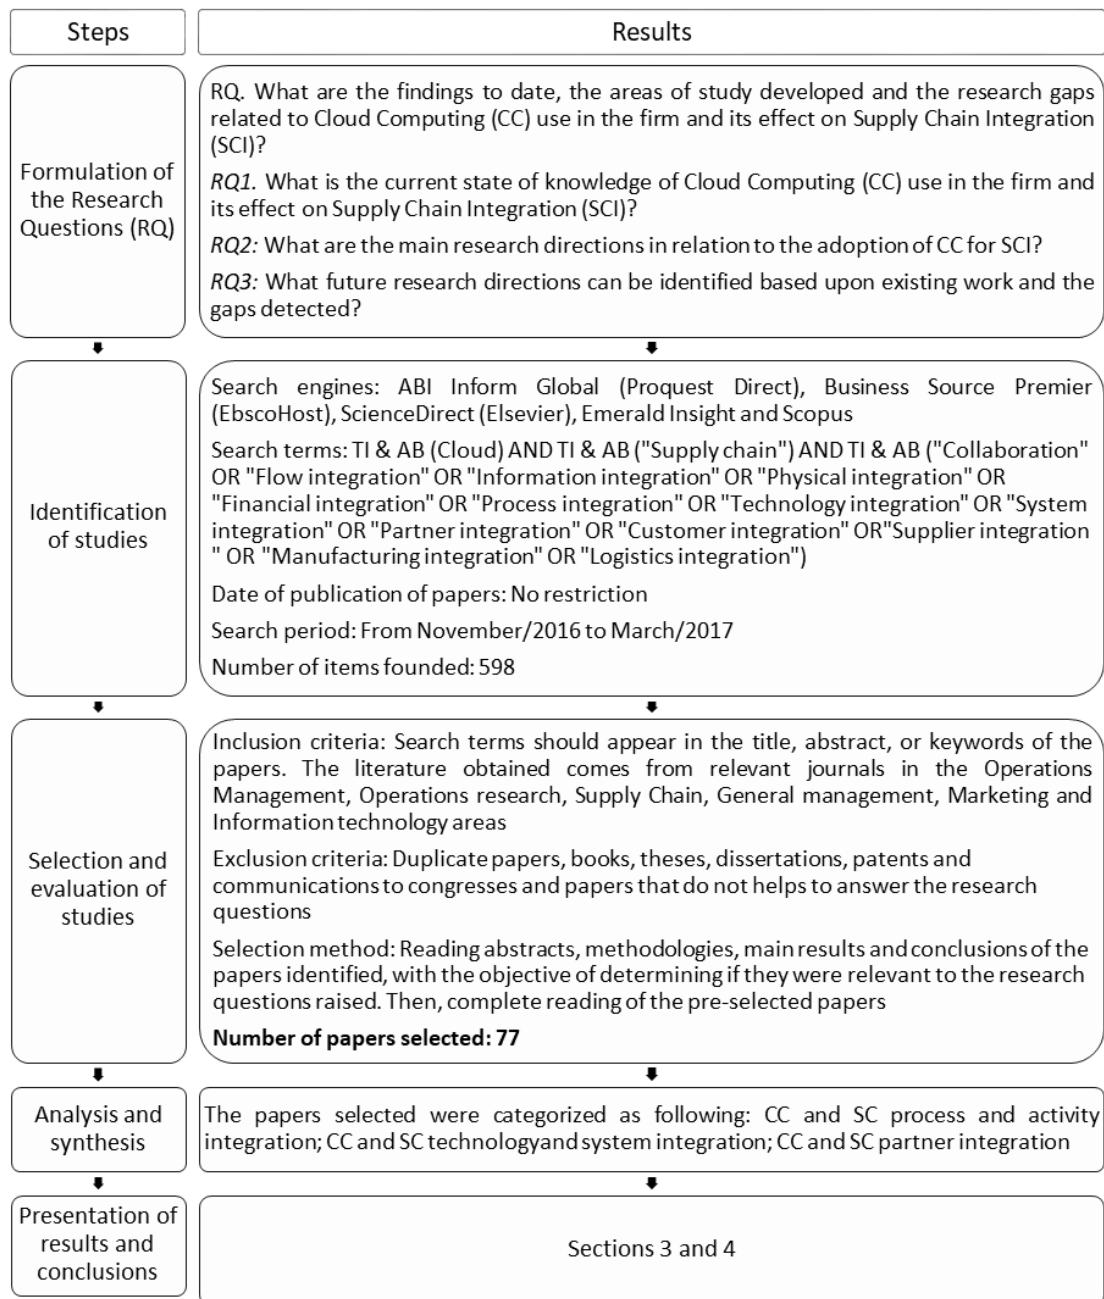 Steps
Results
Formulation of
the Research
Questions (RQ)
RQ. What are the findings to date, the areas of study developed and the research gaps
related to Cloud Computing (CC) use in the firm and its effect on Supply Chain Integration
(SCI)?
RQ1. What is the current state of knowledge of Cloud Computing (CC) use in the firm and
its effect on Supply Chain Integration (SCI)?
RQ2: What are the main research directions in relation to the adoption of CC for SCI?
RQ3: What future research directions can be identified based upon existing work and the
gaps detected?
Identification
of studies
Search engines: ABI Inform Global (Proquest Direct), Business Source Premier
(EbscoHost), ScienceDirect (Elsevier), Emerald Insight and Scopus
Search terms: TI & AB (Cloud) AND TI & AB ("Supply chain") AND TI & AB ("Collaboration"
OR "Flow integration" OR "Information integration" OR "Physical integration" OR
"Financial integration" OR "Process integration" OR "Technology integration" OR "System
integration" OR "Partner integration" OR "Customer integration" OR"Supplier integration
" OR "Manufacturing integration" OR "Logistics integration")
Date of publication of papers: No restriction
Search period: From November/2016 to March/2017
Number of items founded: 598
Selection and
evaluation of
studies
Inclusion criteria: Search terms should appear in the title, abstract, or keywords of the
papers. The literature obtained comes from relevant journals in the Operations
Management, Operations research, Supply Chain, General management, Marketing and
Information technology areas
Exclusion criteria: Duplicate papers, books, theses, dissertations, patents and
communications to congresses and papers that do not helps to answer the research
questions
Selection method: Reading abstracts, methodologies, main results and conclusions of the
papers identified, with the objective of determining if they were relevant to the research
questions raised. Then, complete reading of the pre-selected papers
Number of papers selected: 77
Analysis and
synthesis
The papers selected were categorized as following: CC and SC process and activity
integration; CC and SC technologyand system integration; CC and SC partner integration
Presentation of
results and
conclusions
Sections 3 and 4